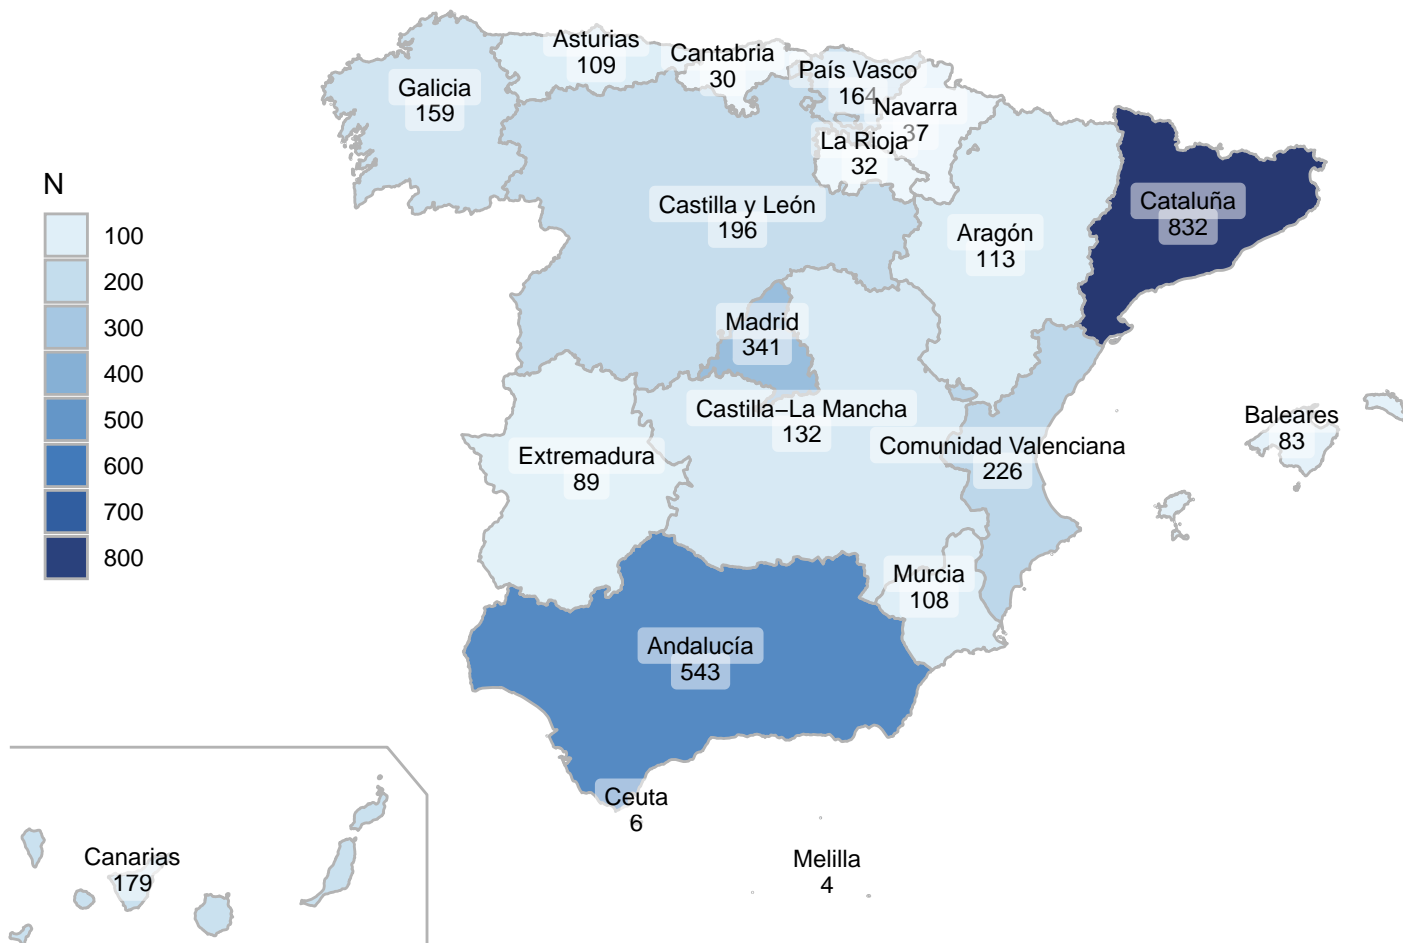 Asturias
109
Cantabria
30
País Vasco
164
Galicia
159
Navarra
37
La Rioja
32
N
100
200
300
400
500
600
700
800
Castilla y León
196
Cataluña
832
Aragón
113
Madrid
341
Castilla–La Mancha
132
Baleares
83
Comunidad Valenciana
226
Extremadura
89
Murcia
108
Andalucía
543
Ceuta
6
Melilla
4
Canarias
179